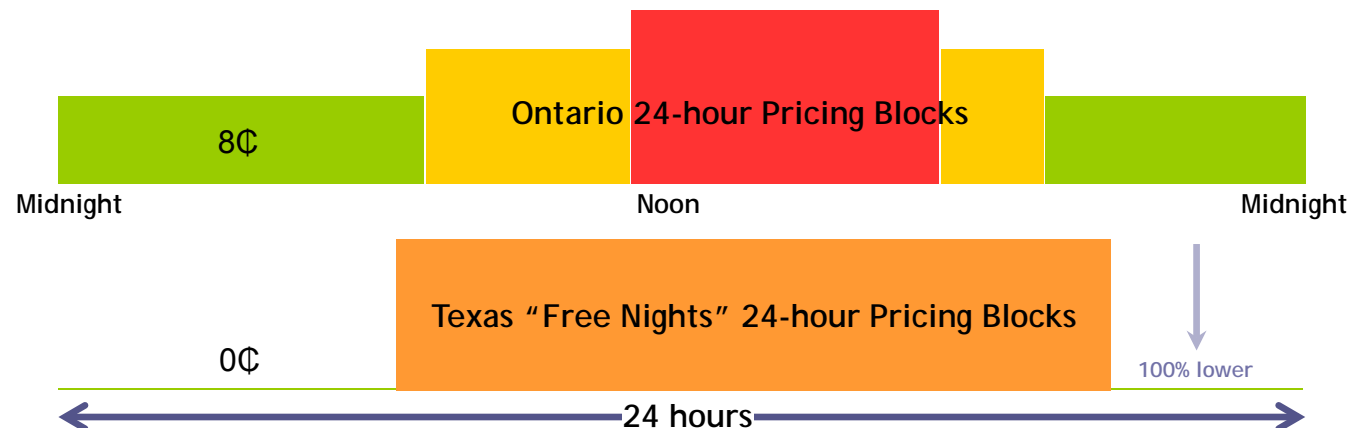 Ontario 24-hour Pricing Blocks
8₵
Midnight Noon Midnight
Texas “Free Nights” 24-hour Pricing Blocks
0₵
100% lower
24 hours